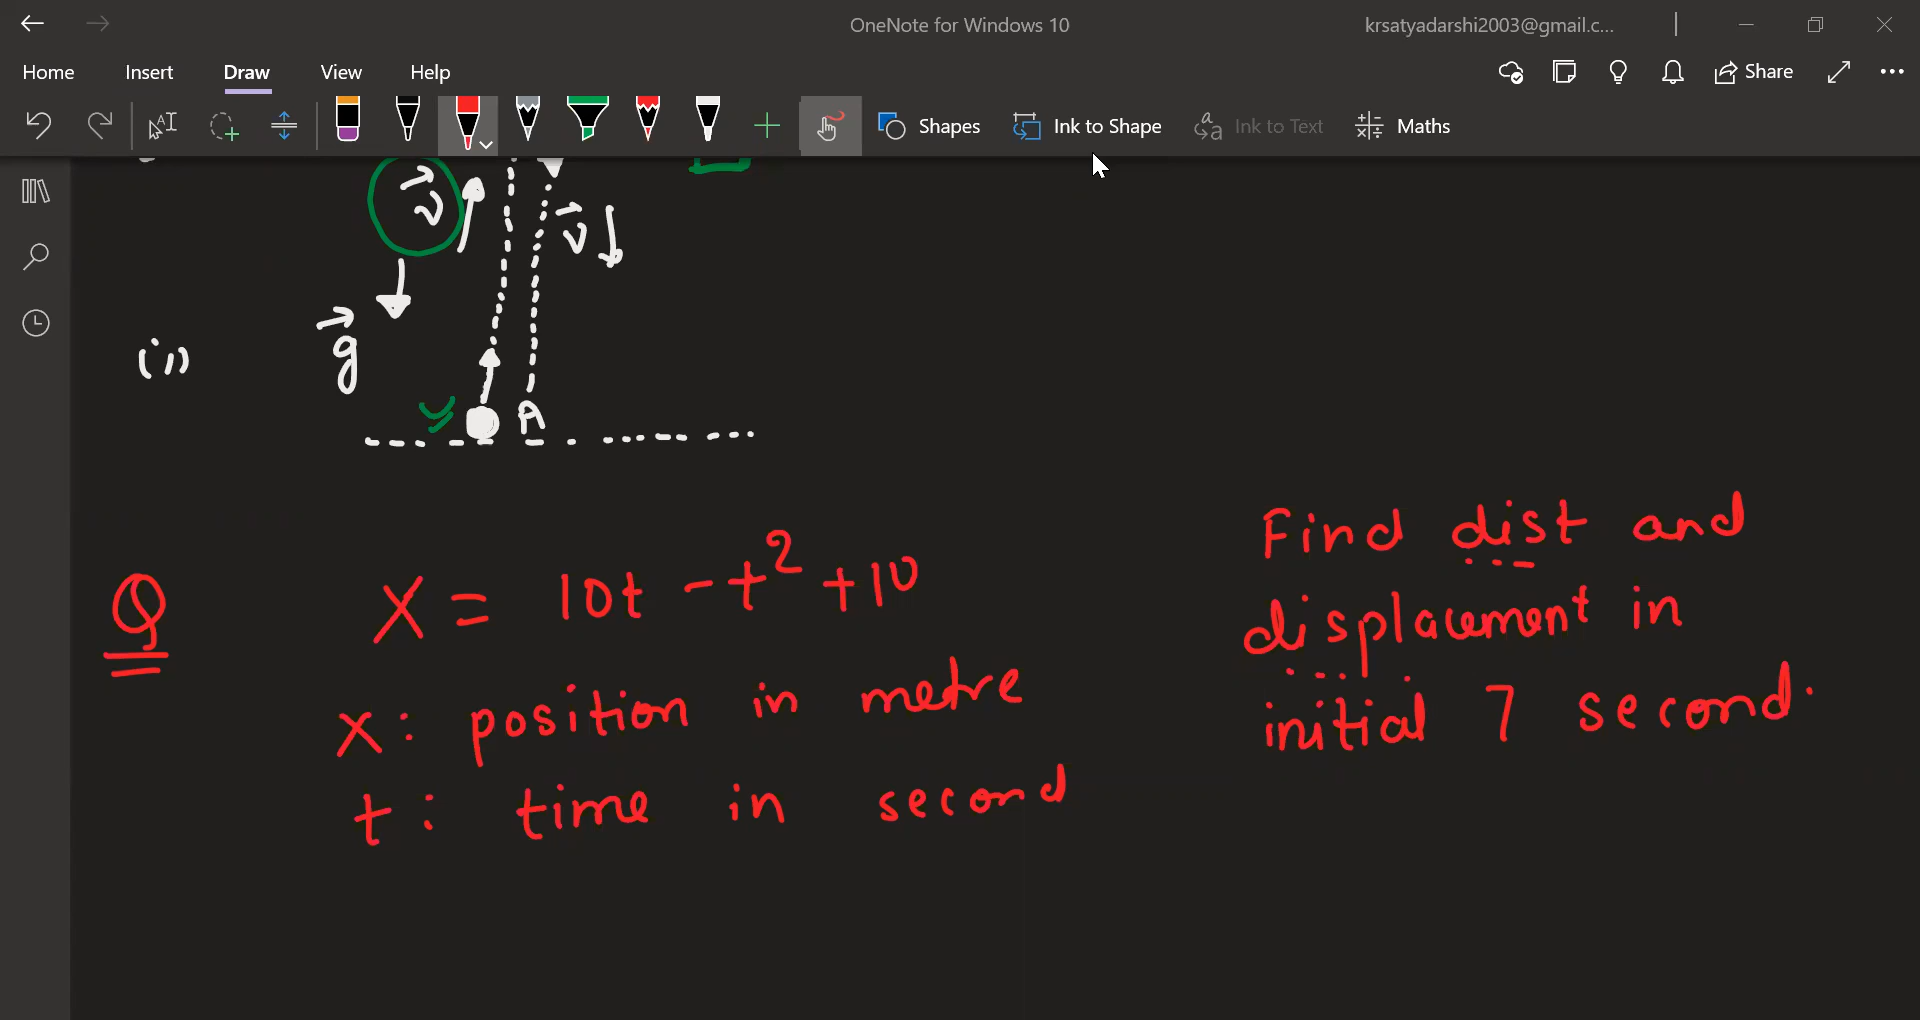 OneNote for Windows 10
krsatyadarshi2003@gmail.c...
Home Insert Draw View Help
Share
Shapes Ink to Shape Ink to Text Maths
v
v
g
(i)
A
Q
X = 10t - t² + 10
x: position in metre
t: time in second
Find dist and
displacement in
initial 7 second.